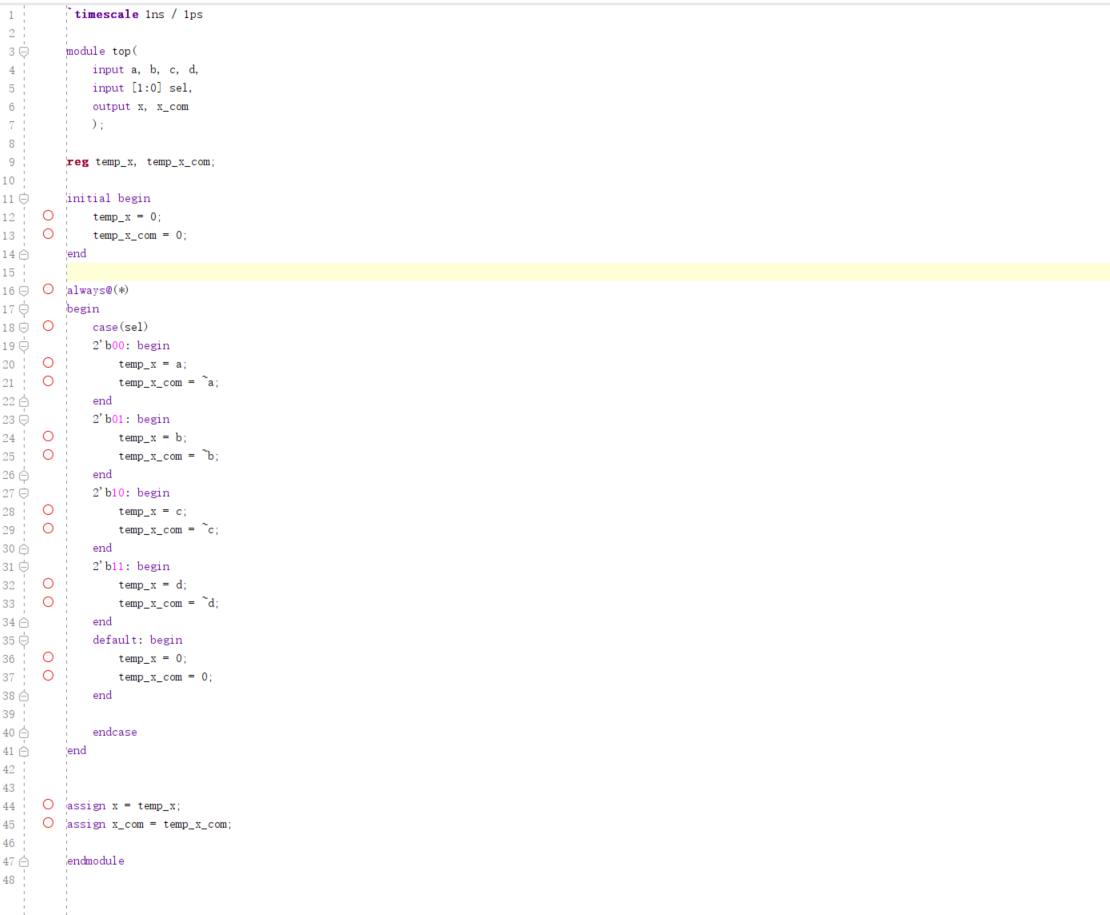 1 `timescale 1ns / 1ps
2
3 module top(
4 input a, b, c, d,
5 input [1:0] sel,
6 output x, x_com
7 );
8
9 reg temp_x, temp_x_com;
10
11 initial begin
12 temp_x = 0;
13 temp_x_com = 0;
14 end
15
16 always@(*)
17 begin
18 case(sel)
19 2'b00: begin
20 temp_x = a;
21 temp_x_com = ~a;
22 end
23 2'b01: begin
24 temp_x = b;
25 temp_x_com = ~b;
26 end
27 2'b10: begin
28 temp_x = c;
29 temp_x_com = ~c;
30 end
31 2'b11: begin
32 temp_x = d;
33 temp_x_com = ~d;
34 end
35 default: begin
36 temp_x = 0;
37 temp_x_com = 0;
38 end
39
40 endcase
41 end
42
43
44 assign x = temp_x;
45 assign x_com = temp_x_com;
46
47 endmodule
48